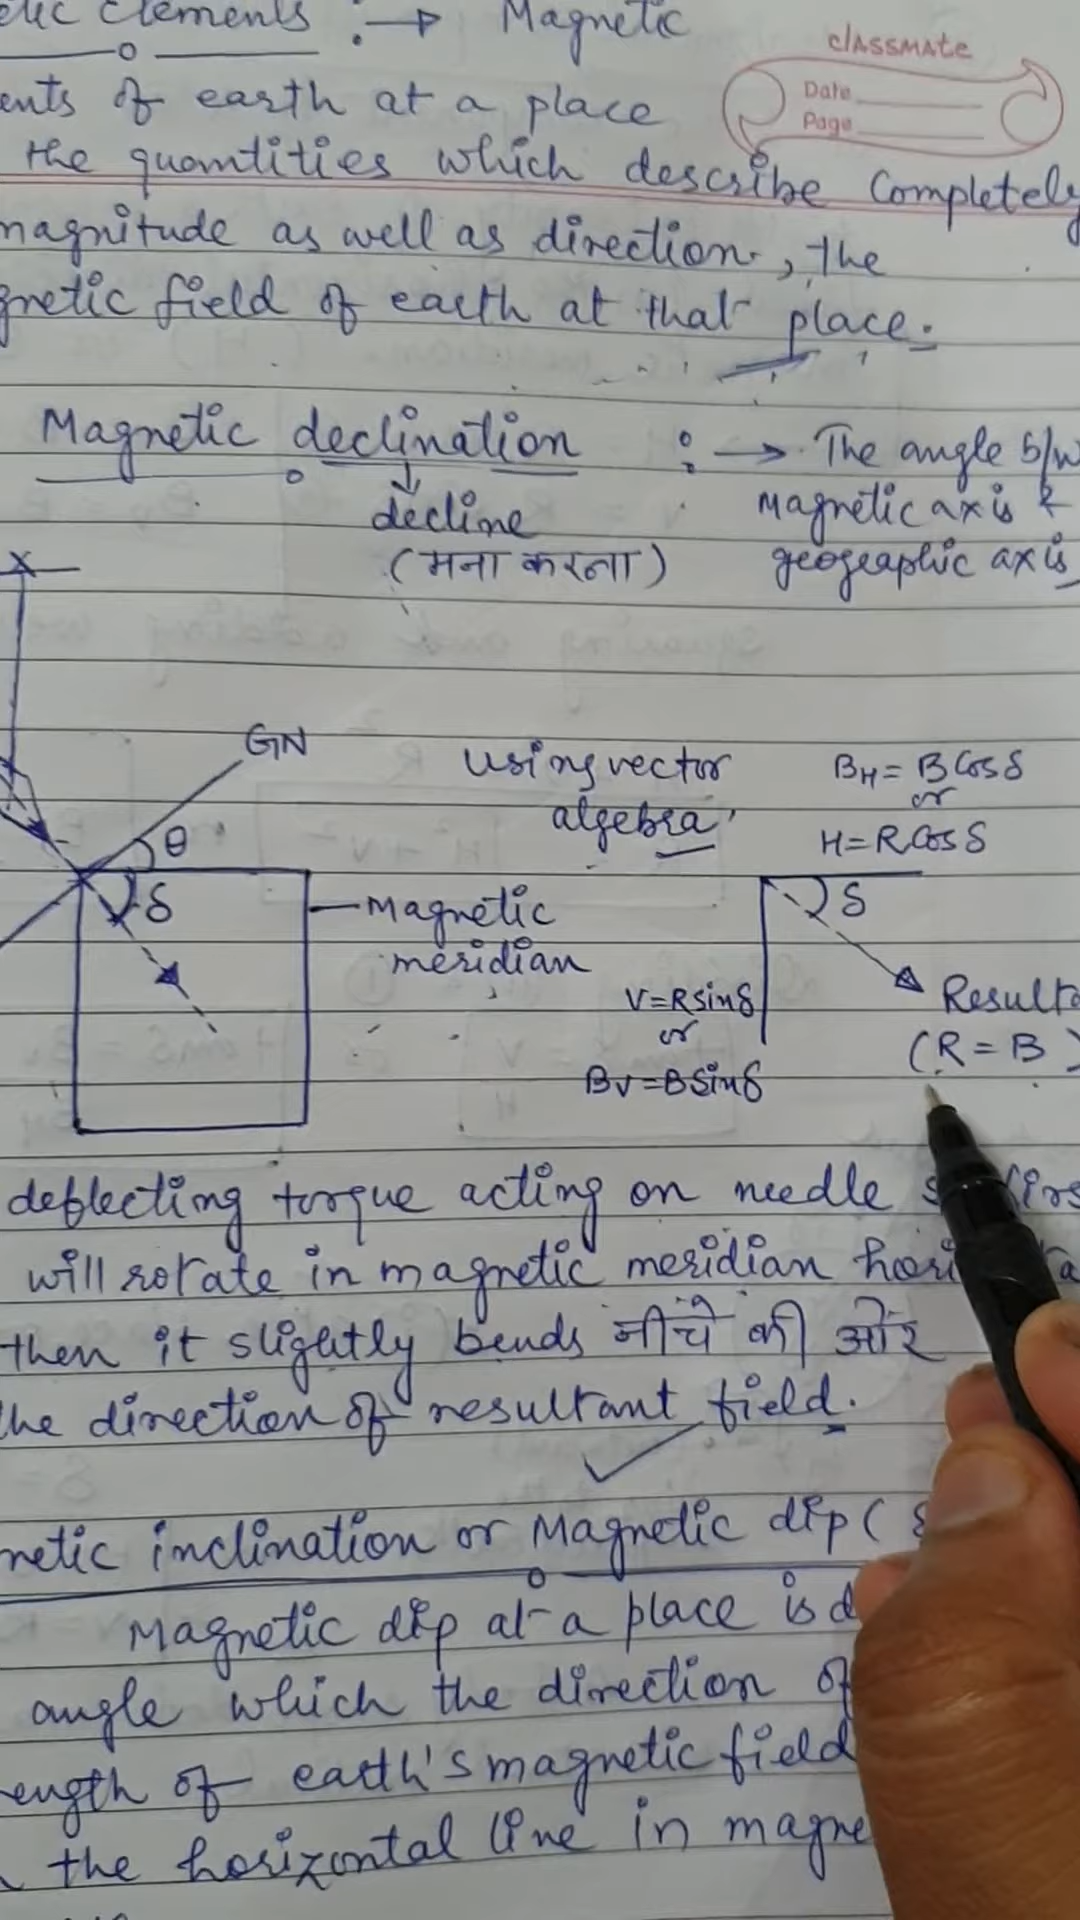 Elements :→ Magnetic
classmate
Date
Page
of earth at a place
the quantities which describe Completely
magnitude as well as direction, the
field of earth at that place.
Magnetic declination :→ The angle b/w
decline magnetic axis &
(मना करना) geographic axis
GN
θ
δ
Magnetic
meridian
Using vector
algebra
BH = B Cos δ
or
H = R Cos δ
δ
V = R sin δ
or
BV = B Sin δ
(R = B)
deflecting torque acting on needle
will rotate in magnetic meridian
then it slightly bends नीचे की ओर
the direction of resultant field.
inclination or Magnetic dip (
Magnetic dip at a place is
angle which the direction of
of earth's magnetic field
the horizontal line in